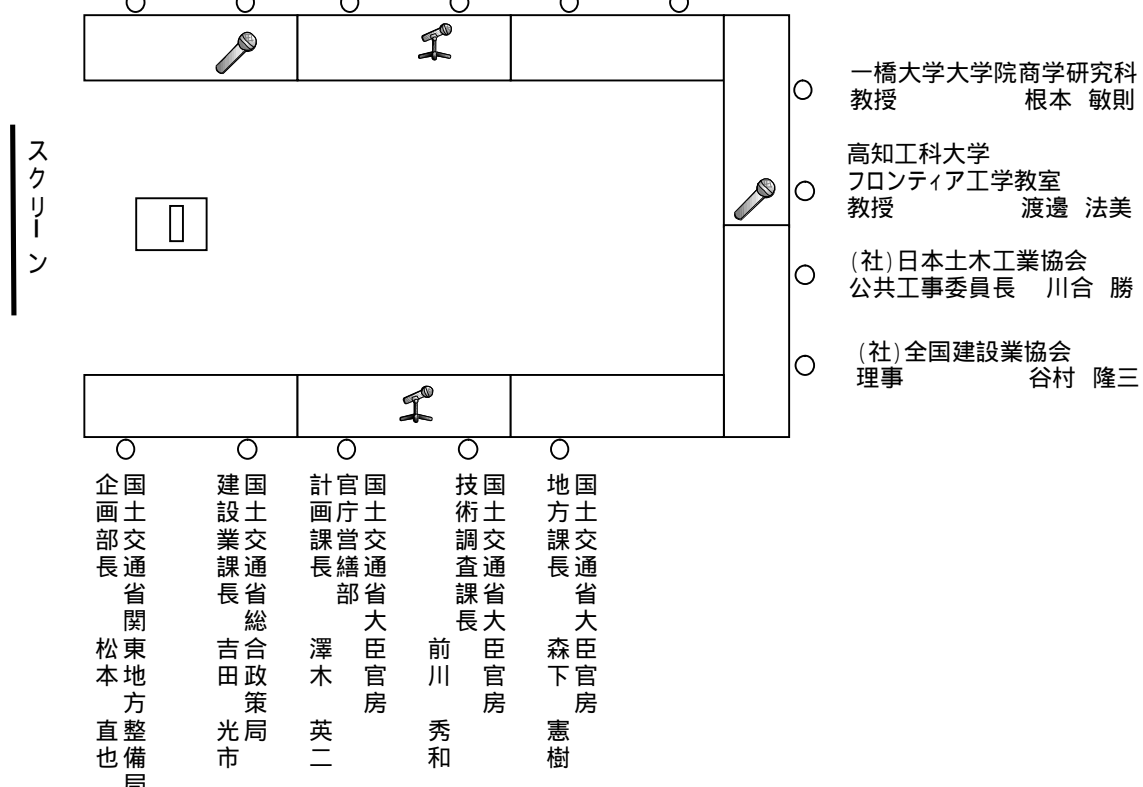 スクリーン
一橋大学大学院商学研究科
教授 根本 敏則
高知工科大学
フロンティア工学教室
教授 渡邊 法美
(社)日本土木工業協会
公共工事委員長 川合 勝
(社)全国建設業協会
理事 谷村 隆三
国土交通省大臣官房
地方課長 森下 憲樹
国土交通省大臣官房
技術調査課長 前川 秀和
国土交通省大臣官房
官庁営繕部
計画課長 澤木 英二
国土交通省総合政策局
建設業課長 吉田 光市
国土交通省関東地方整備局
企画部長 松本 直也